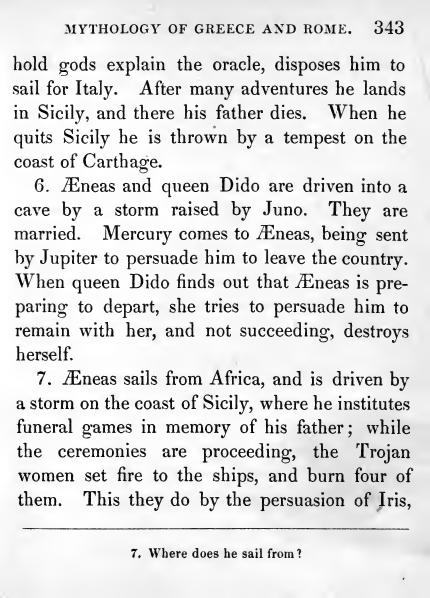 MYTHOLOGY OF GREECE AND ROME. 343
hold gods explain the oracle, disposes him to
sail for Italy. After many adventures he lands
in Sicily, and there his father dies. When he
quits Sicily he is thrown by a tempest on the
coast of Carthage.
6. Æneas and queen Dido are driven into a
cave by a storm raised by Juno. They are
married. Mercury comes to Æneas, being sent
by Jupiter to persuade him to leave the country.
When queen Dido finds out that Æneas is pre-
paring to depart, she tries to persuade him to
remain with her, and not succeeding, destroys
herself.
7. Æneas sails from Africa, and is driven by
a storm on the coast of Sicily, where he institutes
funeral games in memory of his father; while
the ceremonies are proceeding, the Trojan
women set fire to the ships, and burn four of
them. This they do by the persuasion of Iris,
7. Where does he sail from?